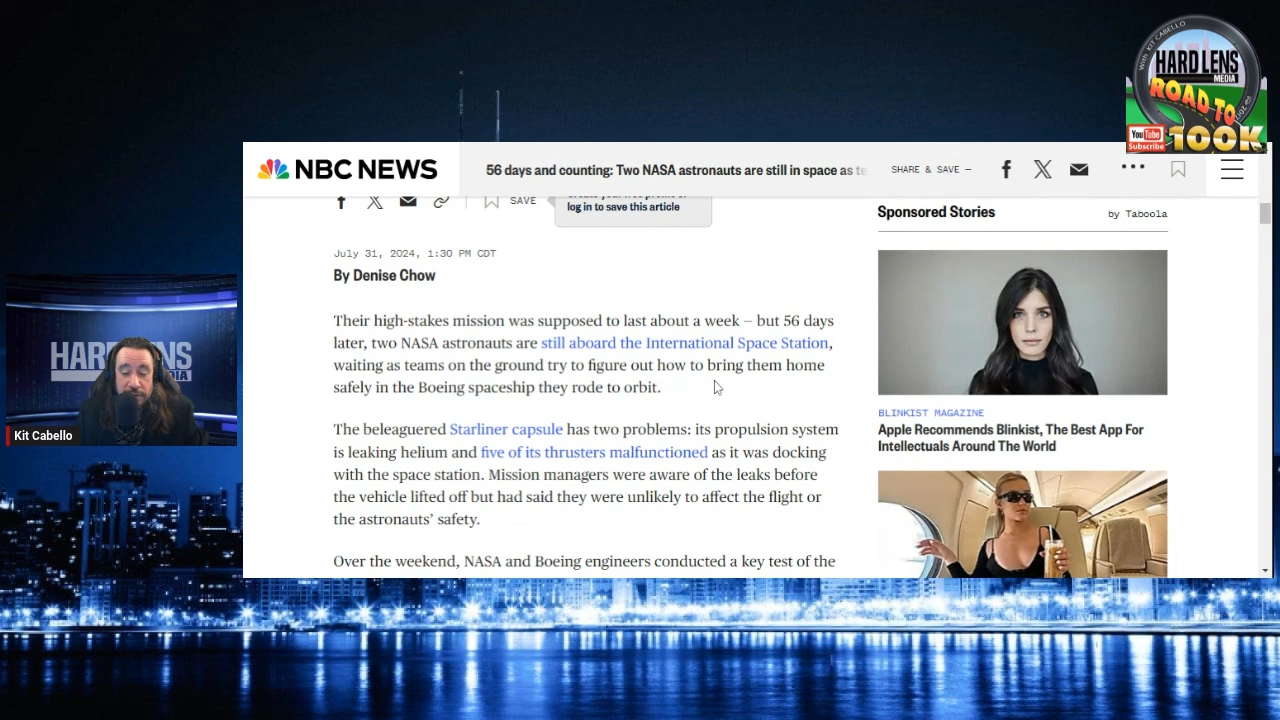 With KIT CABELLO
HARD LENS
MEDIA
ROAD TO
100K
YouTube
Subscribe
NBC NEWS
56 days and counting: Two NASA astronauts are still in space as te
SHARE & SAVE —
SAVE
log in to save this article
July 31, 2024, 1:30 PM CDT
By Denise Chow
Their high-stakes mission was supposed to last about a week — but 56 days
later, two NASA astronauts are still aboard the International Space Station,
waiting as teams on the ground try to figure out how to bring them home
safely in the Boeing spaceship they rode to orbit.
The beleaguered Starliner capsule has two problems: its propulsion system
is leaking helium and five of its thrusters malfunctioned as it was docking
with the space station. Mission managers were aware of the leaks before
the vehicle lifted off but had said they were unlikely to affect the flight or
the astronauts’ safety.
Over the weekend, NASA and Boeing engineers conducted a key test of the
Sponsored Stories
by Taboola
BLINKIST MAGAZINE
Apple Recommends Blinkist, The Best App For
Intellectuals Around The World
HARD NS
DIA
Kit Cabello